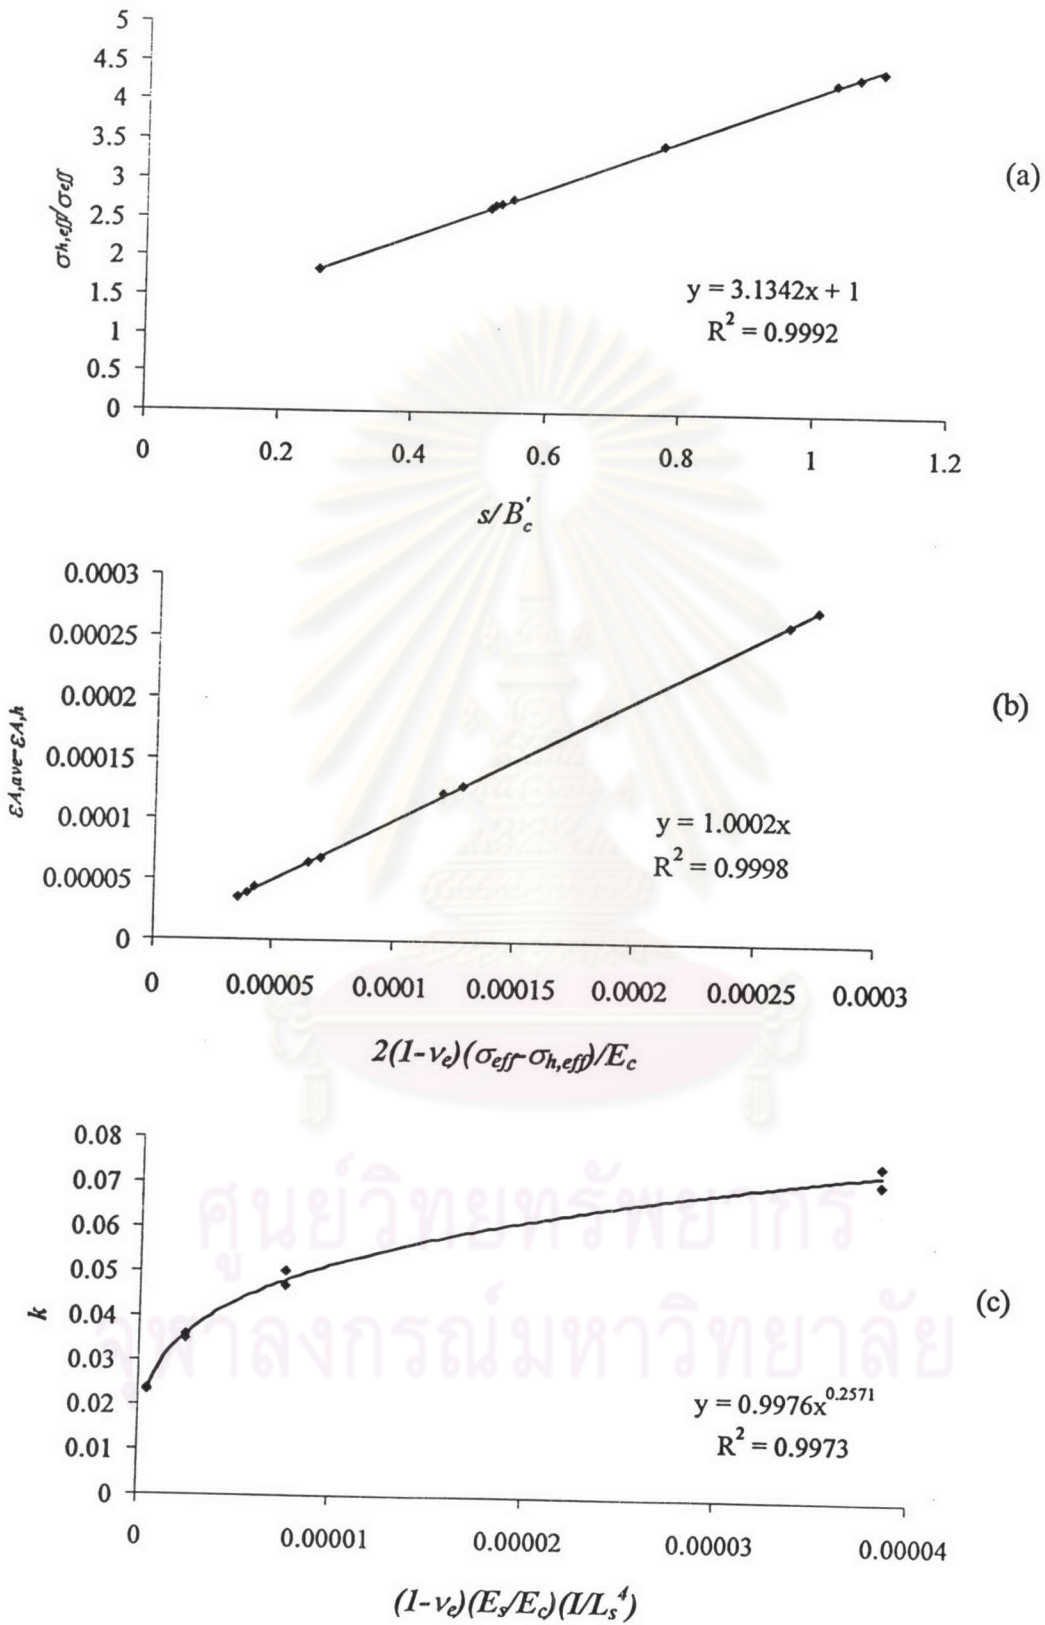 5
4.5
4
3.5
3
2.5
2
1.5
1
0.5
0
σh,eff/σeff
(a)
y = 3.1342x + 1
R² = 0.9992
0 0.2 0.4 0.6 0.8 1 1.2
s/B'c
0.0003
0.00025
0.0002
0.00015
0.0001
0.00005
0
εA,ave-εA,h
(b)
y = 1.0002x
R² = 0.9998
0 0.00005 0.0001 0.00015 0.0002 0.00025 0.0003
2(1-νe)(σeff-σh,eff)/Ec
0.08
0.07
0.06
0.05
0.04
0.03
0.02
0.01
0
k
ศูนย์วิทยทรัพยากร
จุฬาลงกรณ์มหาวิทยาลัย
(c)
y = 0.9976x^0.2571
R² = 0.9973
0 0.00001 0.00002 0.00003 0.00004
(1-νe)(Es/Ec)(I/Ls⁴)